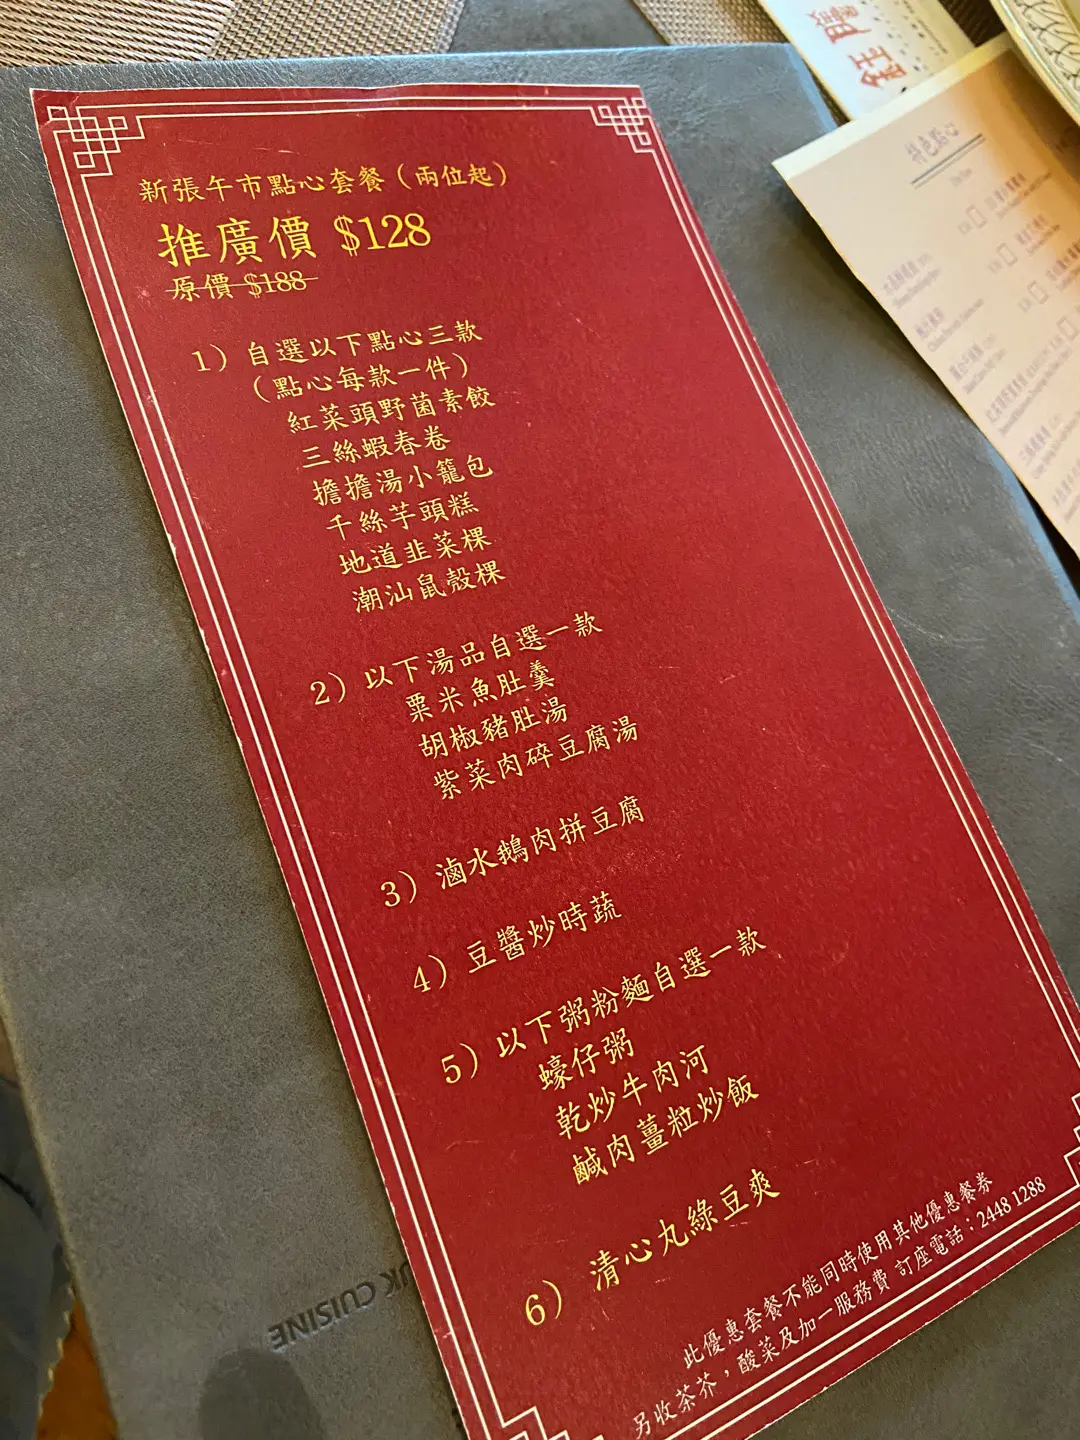 新張午市點心套餐（兩位起）
推廣價 $128
原價 $188
1）自選以下點心三款
（點心每款一件）
紅菜頭野菌素餃
三絲蝦春卷
擔擔湯小籠包
千絲芋頭糕
地道韭菜粿
潮汕鼠殼粿
2）以下湯品自選一款
粟米魚肚羹
胡椒豬肚湯
紫菜肉碎豆腐湯
3）滷水鵝肉拼豆腐
4）豆醬炒時蔬
5）以下粥粉麵自選一款
蠔仔粥
乾炒牛肉河
鹹肉薑粒炒飯
6）清心丸綠豆爽
此優惠套餐不能同時使用其他優惠餐券
另收茶芥，酸菜及加一服務費 訂座電話：2448 1288
UK CUISINE
特色點心